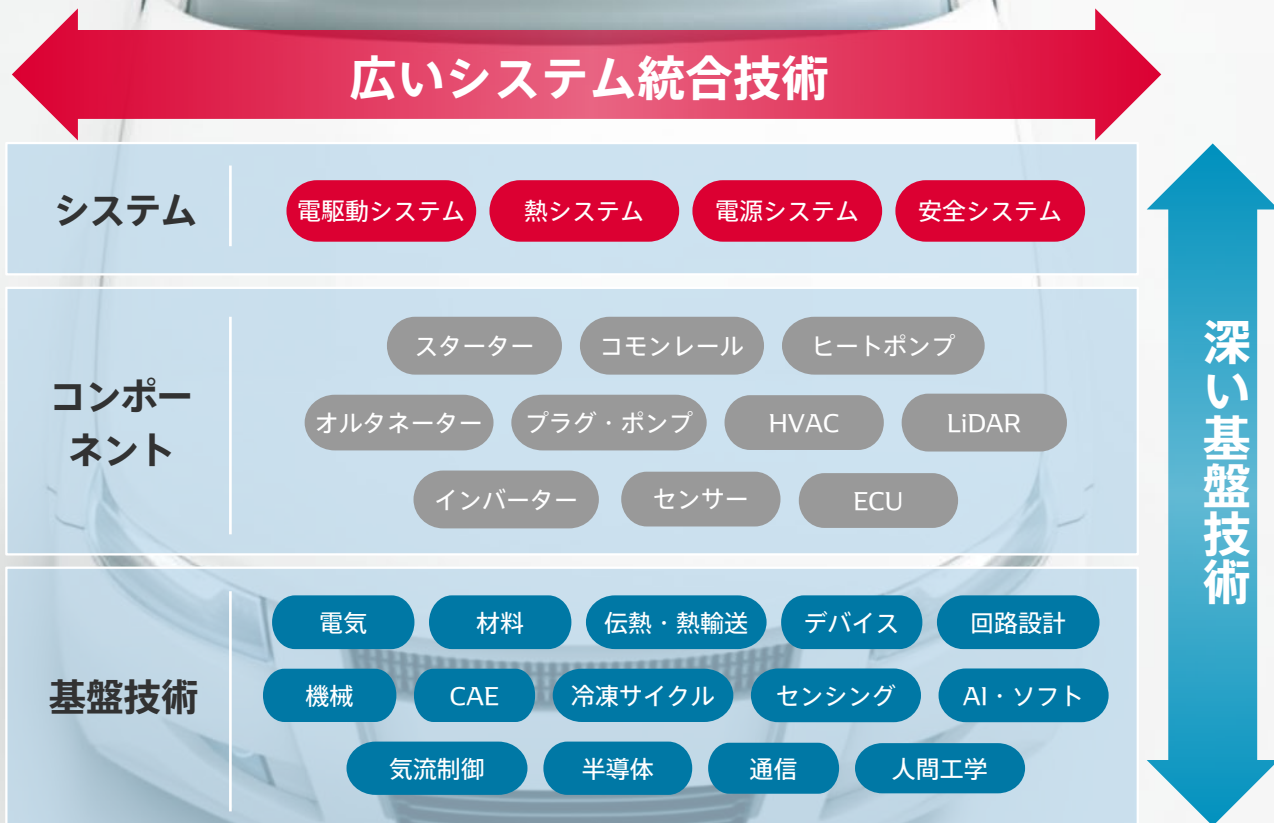 広いシステム統合技術
システム
電駆動システム 熱システム 電源システム 安全システム
コンポー
ネント
スターター コモンレール ヒートポンプ
オルタネーター プラグ・ポンプ HVAC LiDAR
インバーター センサー ECU
基盤技術
電気 材料 伝熱・熱輸送 デバイス 回路設計
機械 CAE 冷凍サイクル センシング AI・ソフト
気流制御 半導体 通信 人間工学
深い基盤技術